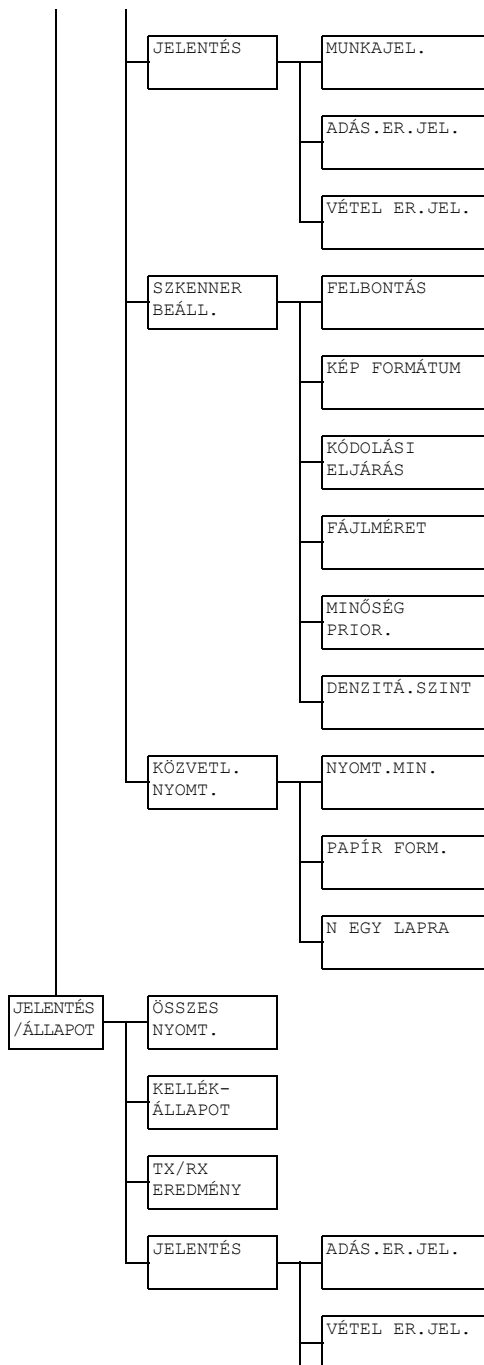 JELENTÉS
MUNKAJEL.
ADÁS.ER.JEL.
VÉTEL ER.JEL.
SZKENNER
BEÁLL.
FELBONTÁS
KÉP FORMÁTUM
KÓDOLÁSI
ELJÁRÁS
FÁJLMÉRET
MINŐSÉG
PRIOR.
DENZITÁ.SZINT
KÖZVETL.
NYOMT.
NYOMT.MIN.
PAPÍR FORM.
N EGY LAPRA
JELENTÉS
/ÁLLAPOT
ÖSSZES
NYOMT.
KELLÉK-
ÁLLAPOT
TX/RX
EREDMÉNY
JELENTÉS
ADÁS.ER.JEL.
VÉTEL ER.JEL.